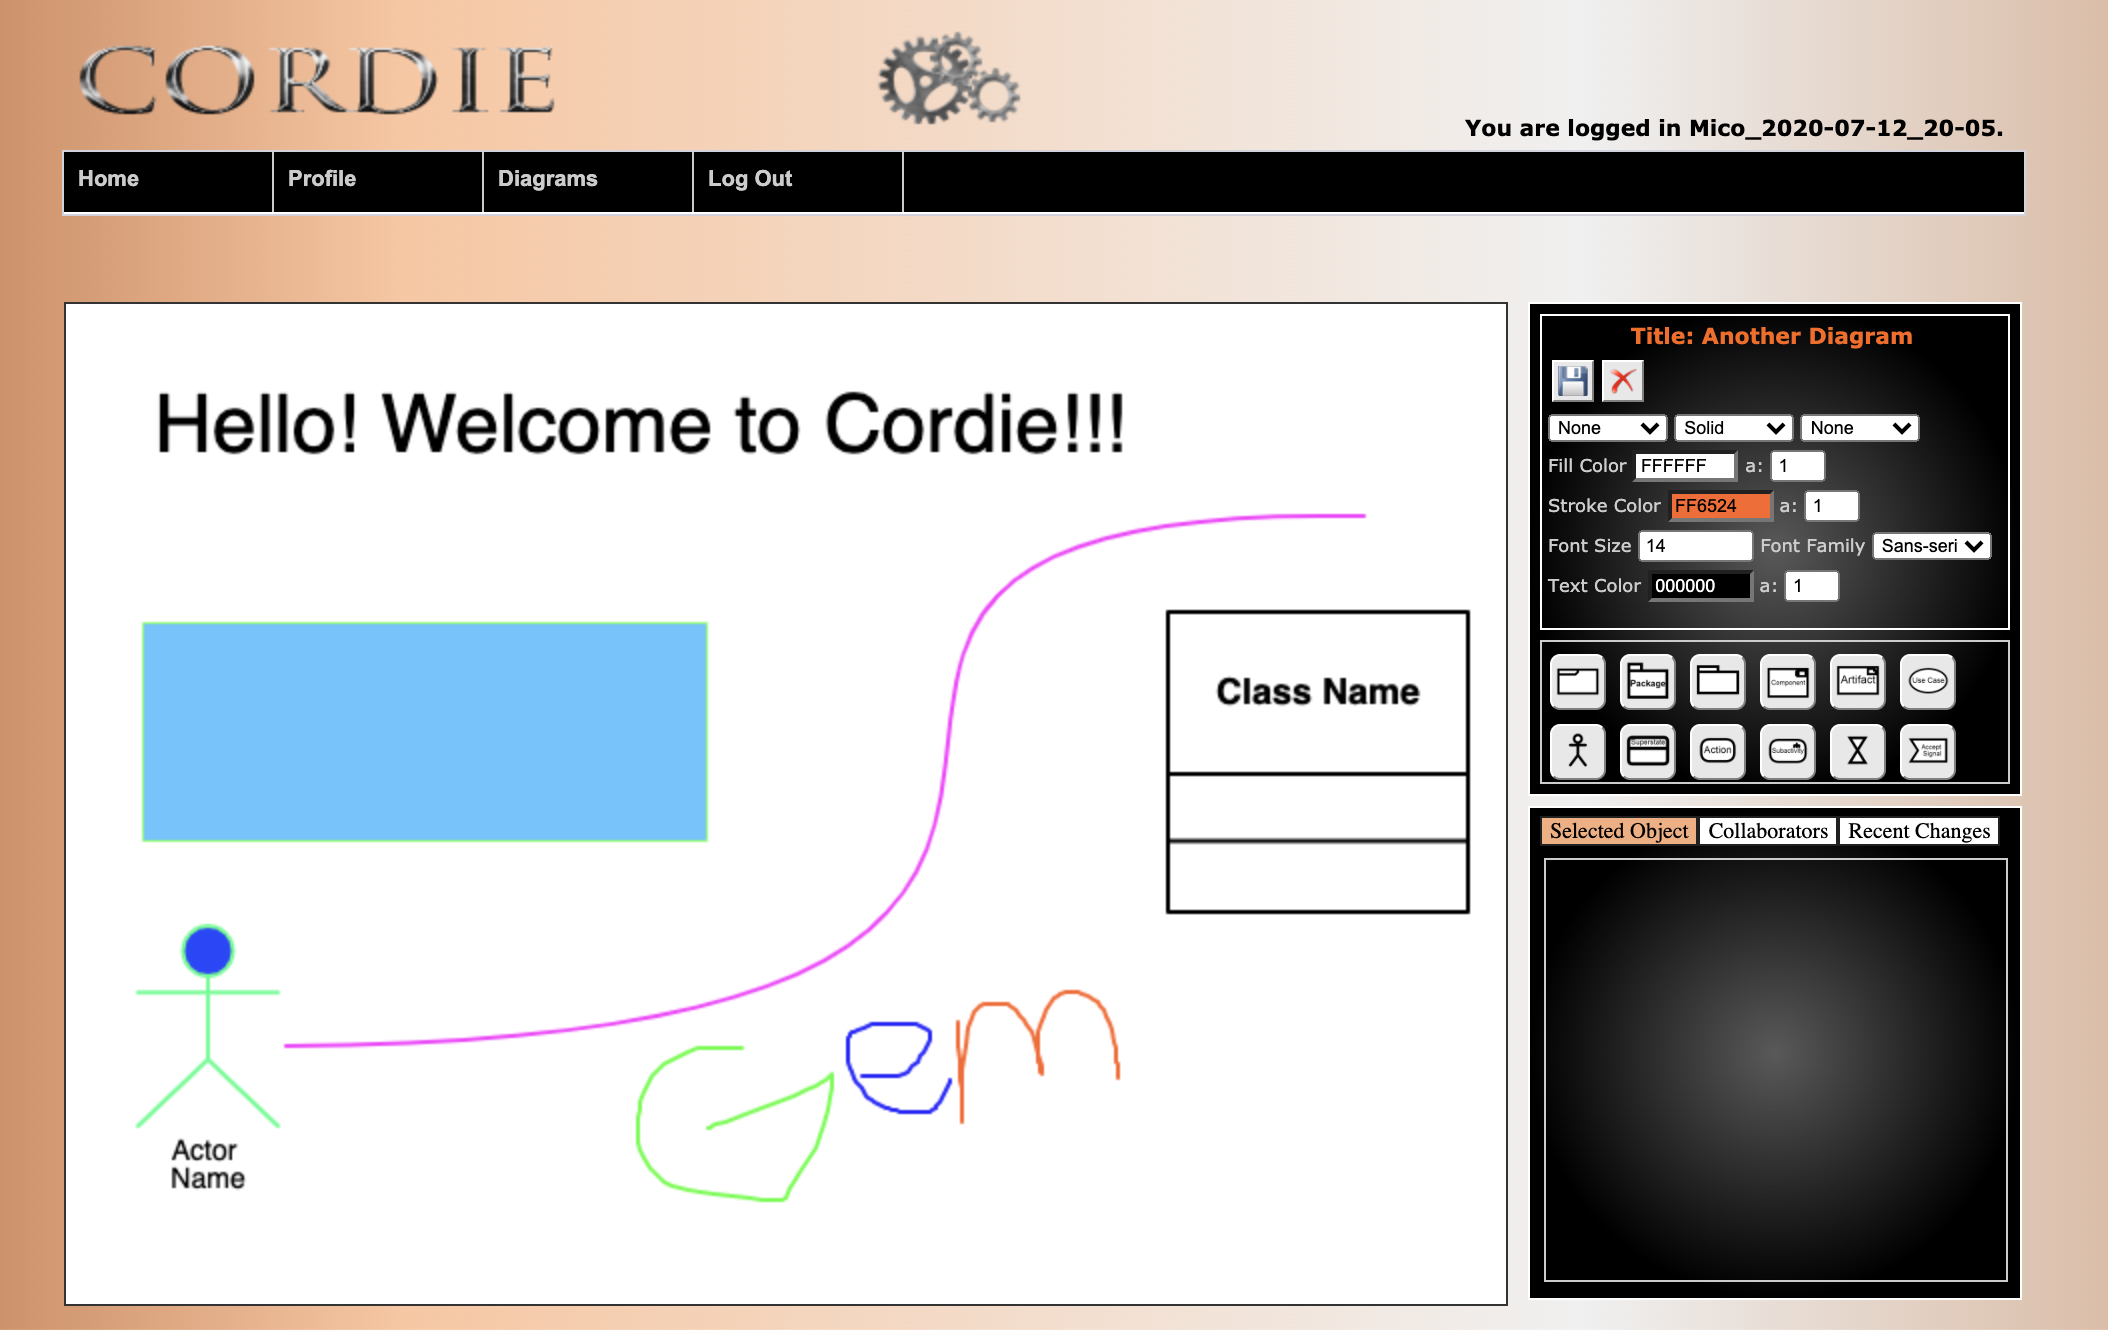 CORDIE
You are logged in Mico_2020-07-12_20-05.
Home Profile Diagrams Log Out
Hello! Welcome to Cordie!!!
Class Name
Actor
Name
Gem
Title: Another Diagram
None Solid None
Fill Color FFFFFF a: 1
Stroke Color FF6524 a: 1
Font Size 14 Font Family Sans-seri
Text Color 000000 a: 1
Package Component Artifact Use Case
Superstate Action Subactivity Accept
Signal
Selected Object Collaborators Recent Changes